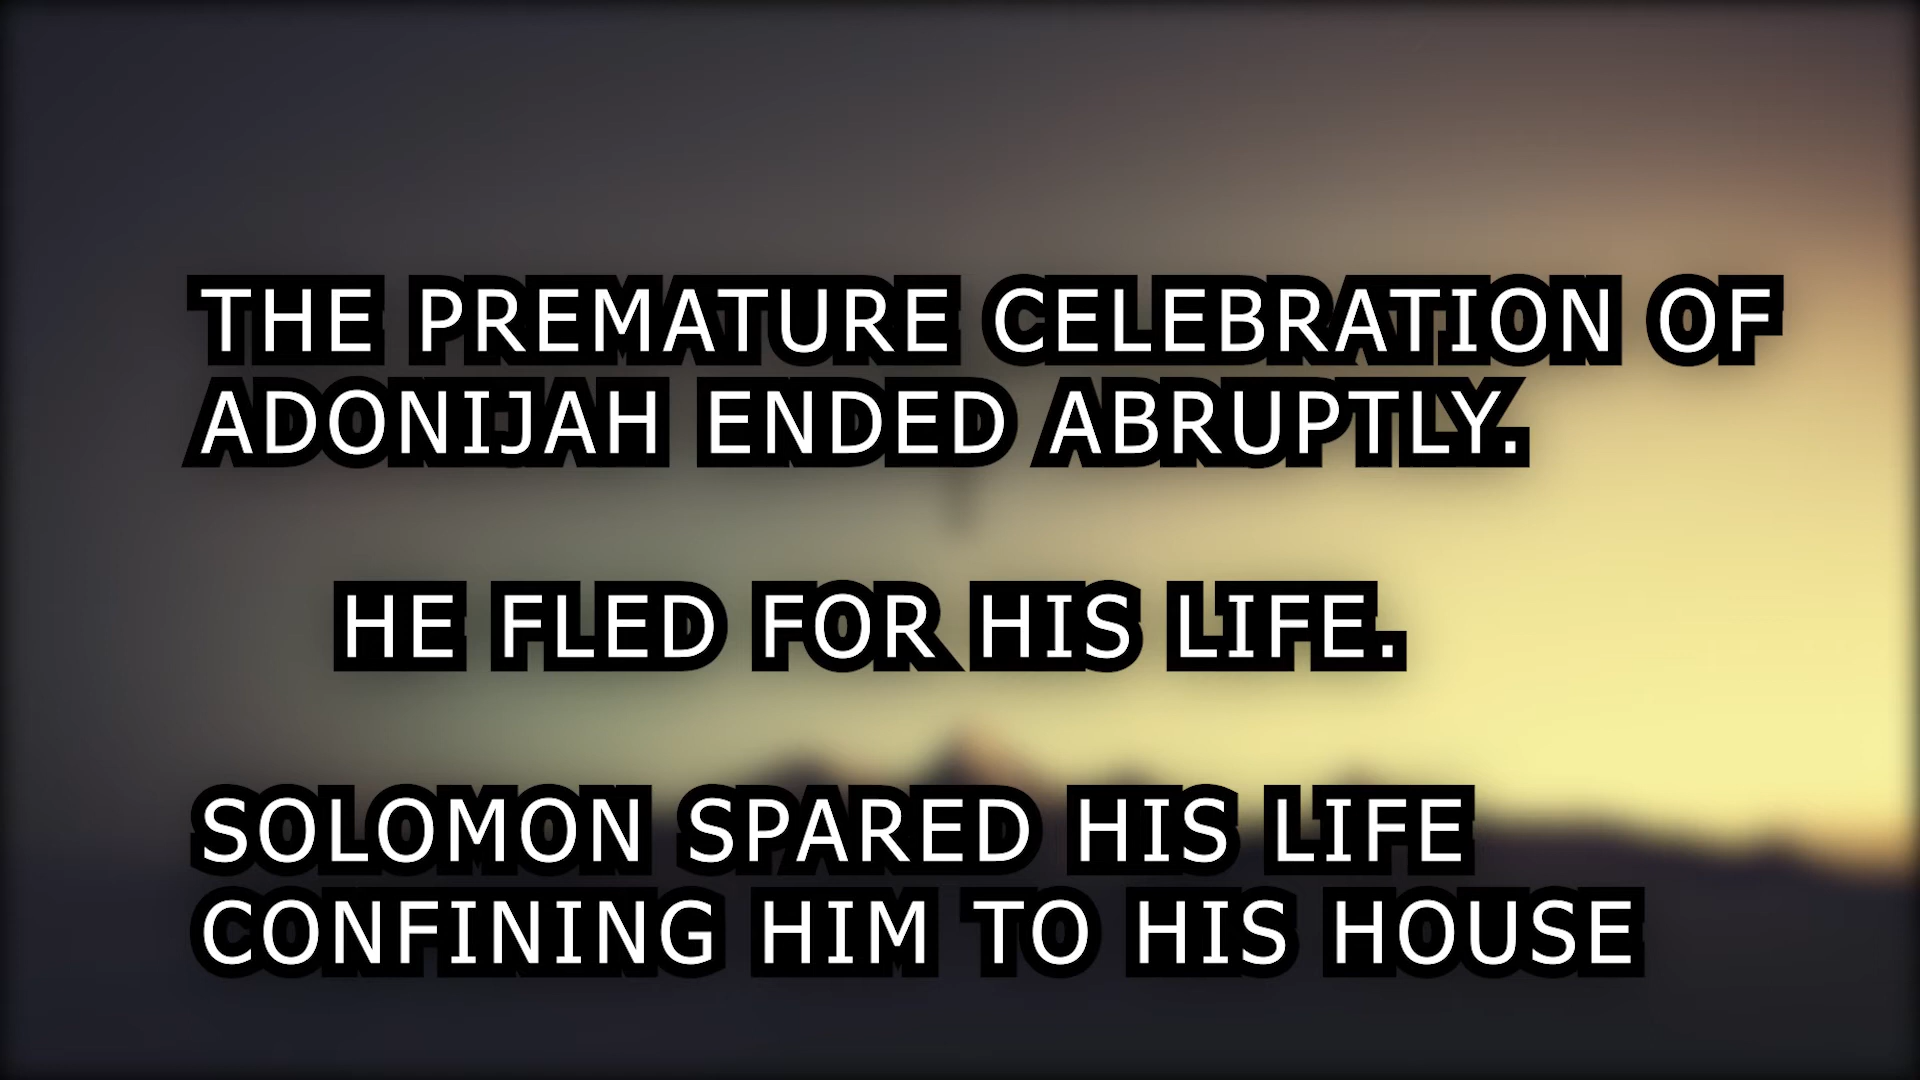 THE PREMATURE CELEBRATION OF
ADONIJAH ENDED ABRUPTLY.
HE FLED FOR HIS LIFE.
SOLOMON SPARED HIS LIFE
CONFINING HIM TO HIS HOUSE